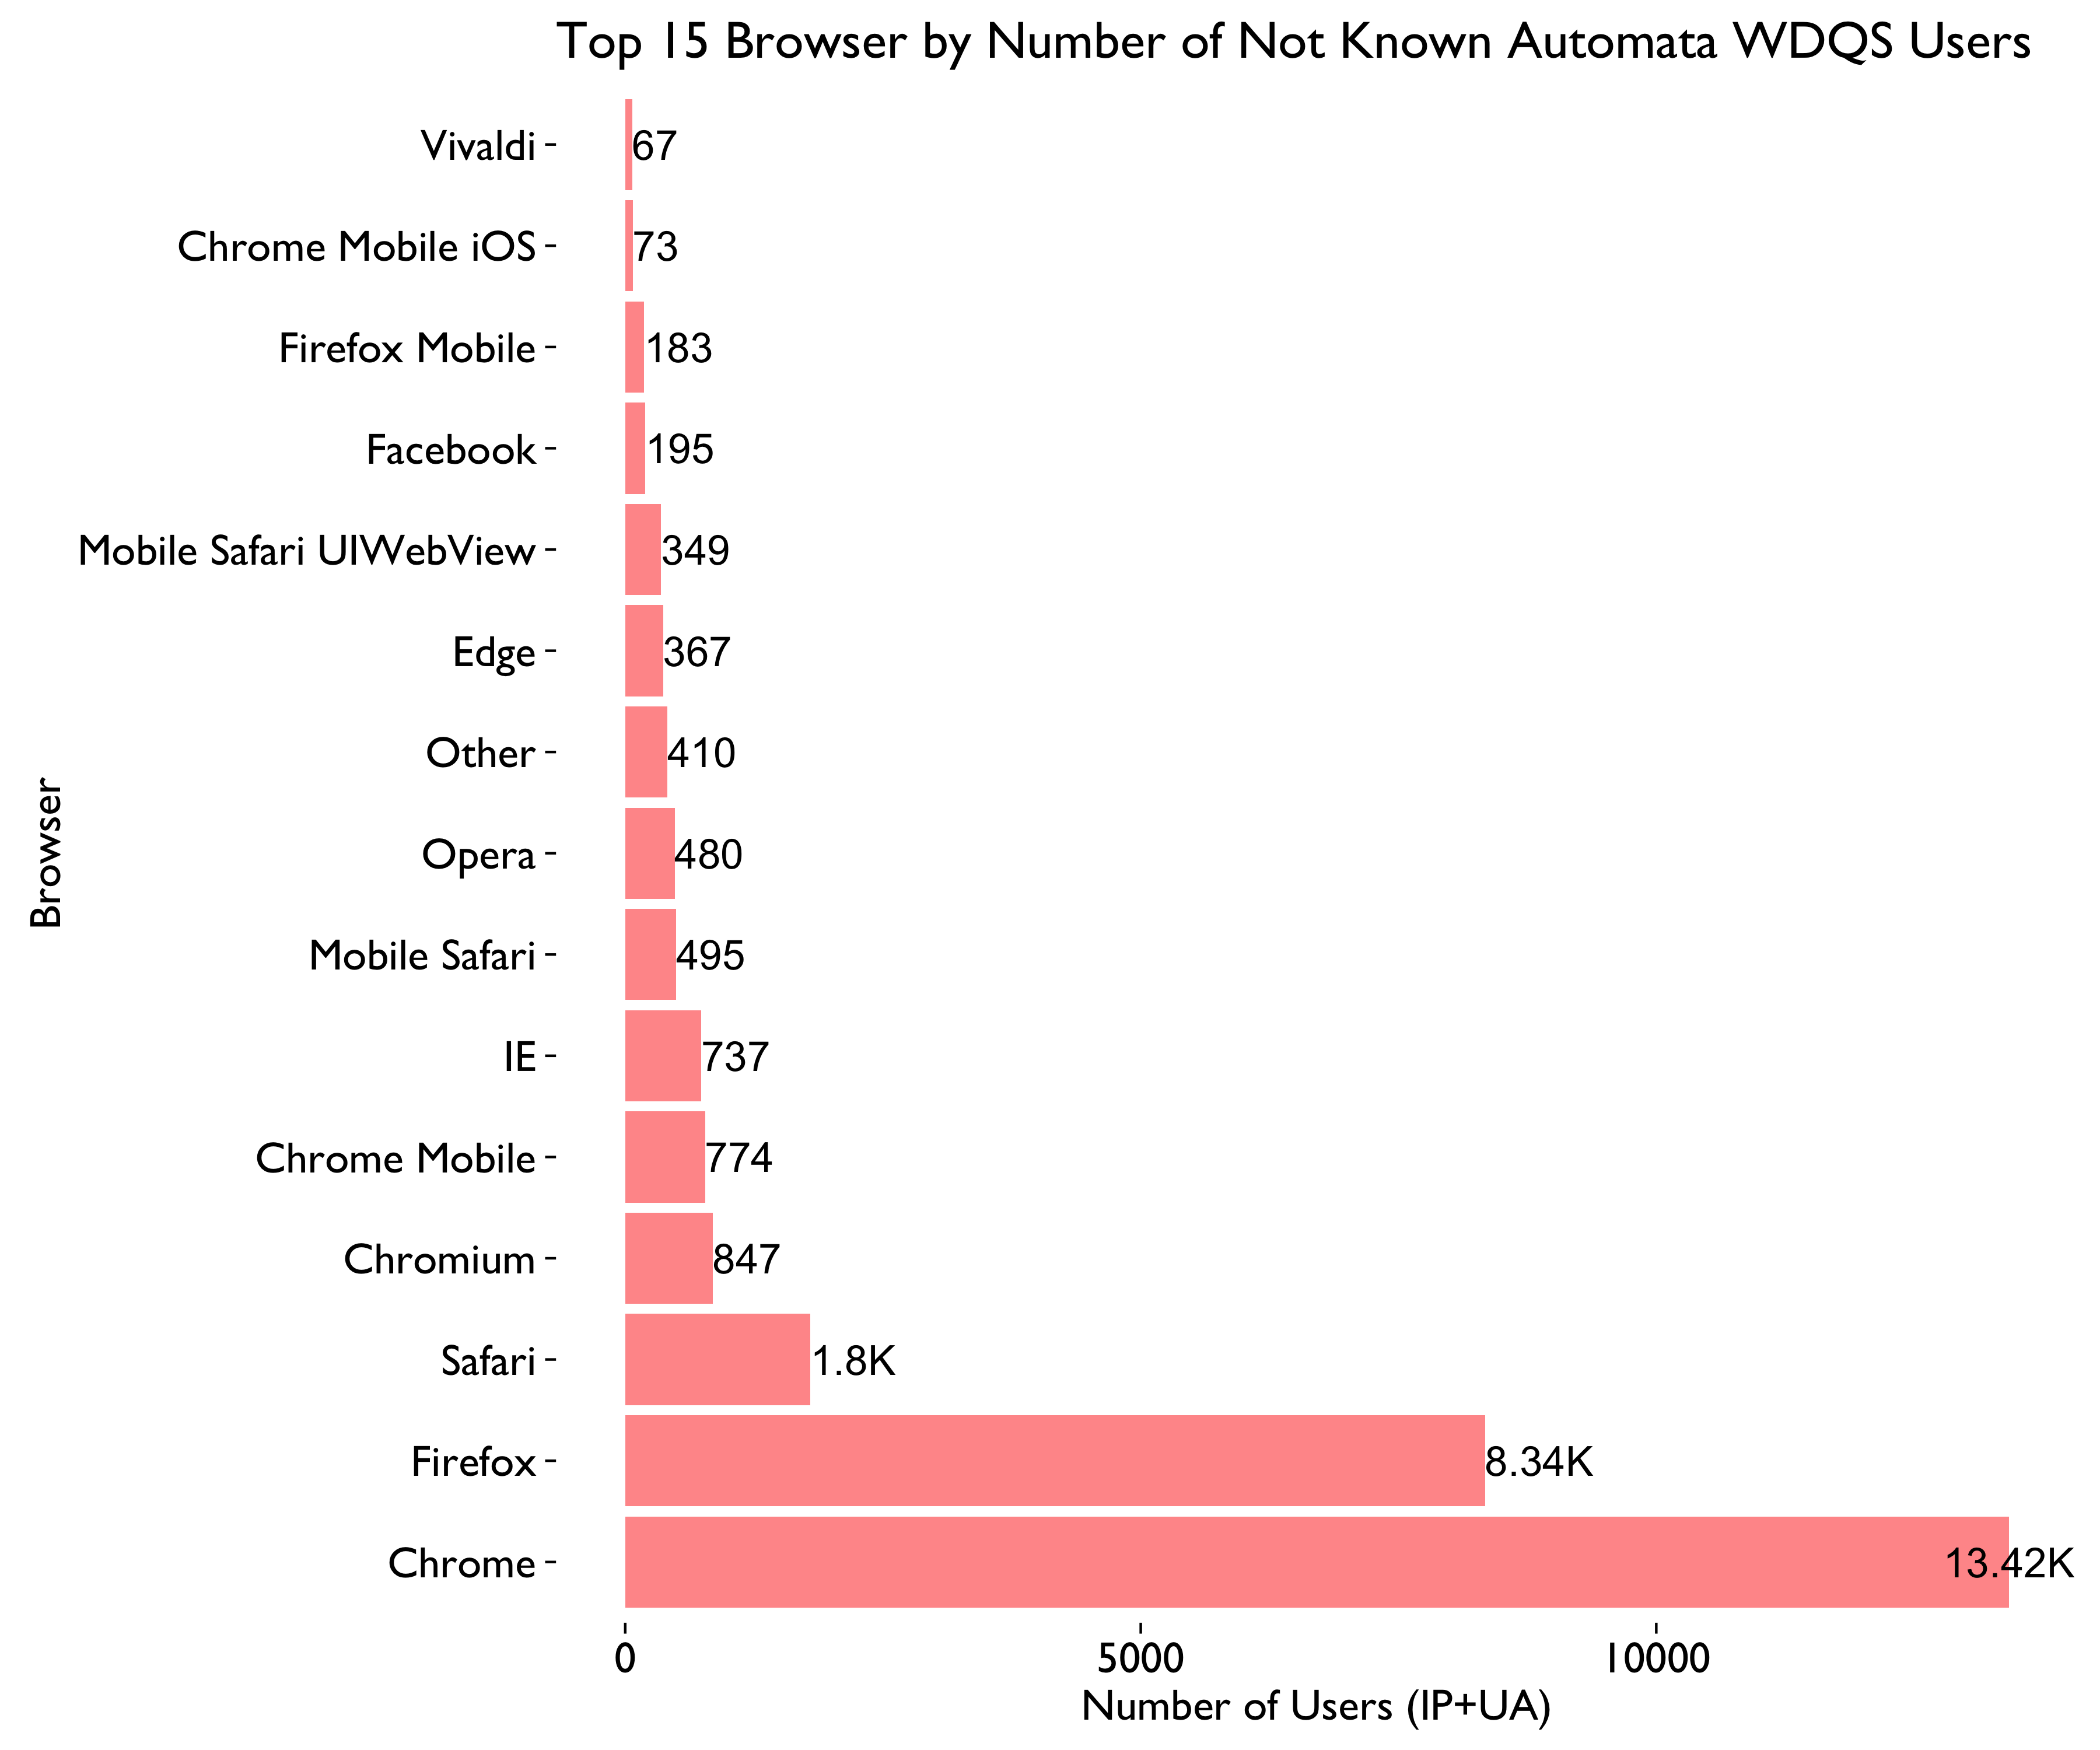 Top 15 Browser by Number of Not Known Automata WDQS Users
Vivaldi 67
Chrome Mobile iOS 73
Firefox Mobile 183
Facebook 195
Mobile Safari UIWebView 349
Edge 367
Other 410
Opera 480
Mobile Safari 495
IE 737
Chrome Mobile 774
Chromium 847
Safari 1.8K
Firefox 8.34K
Chrome 13.42K
Browser
0 5000 10000
Number of Users (IP+UA)